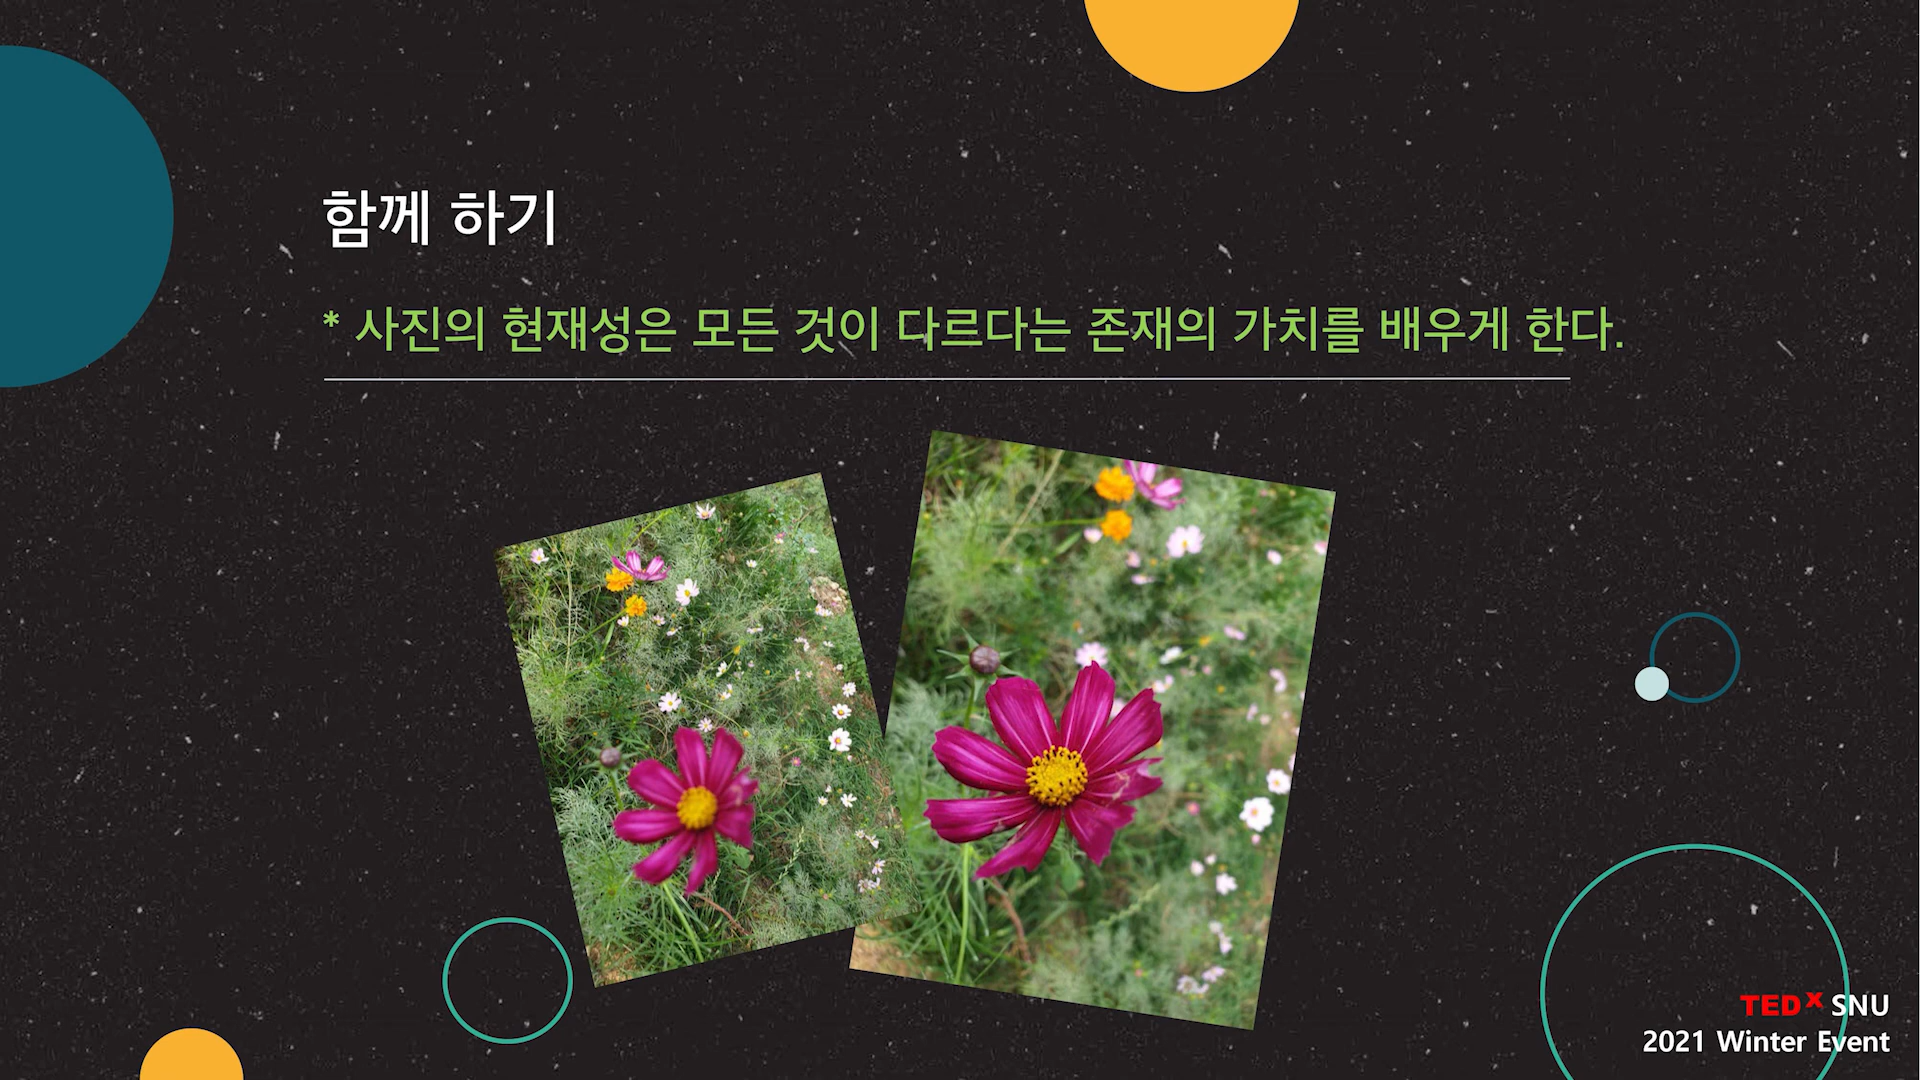 함께 하기
* 사진의 현재성은 모든 것이 다르다는 존재의 가치를 배우게 한다.
TEDx SNU
2021 Winter Event